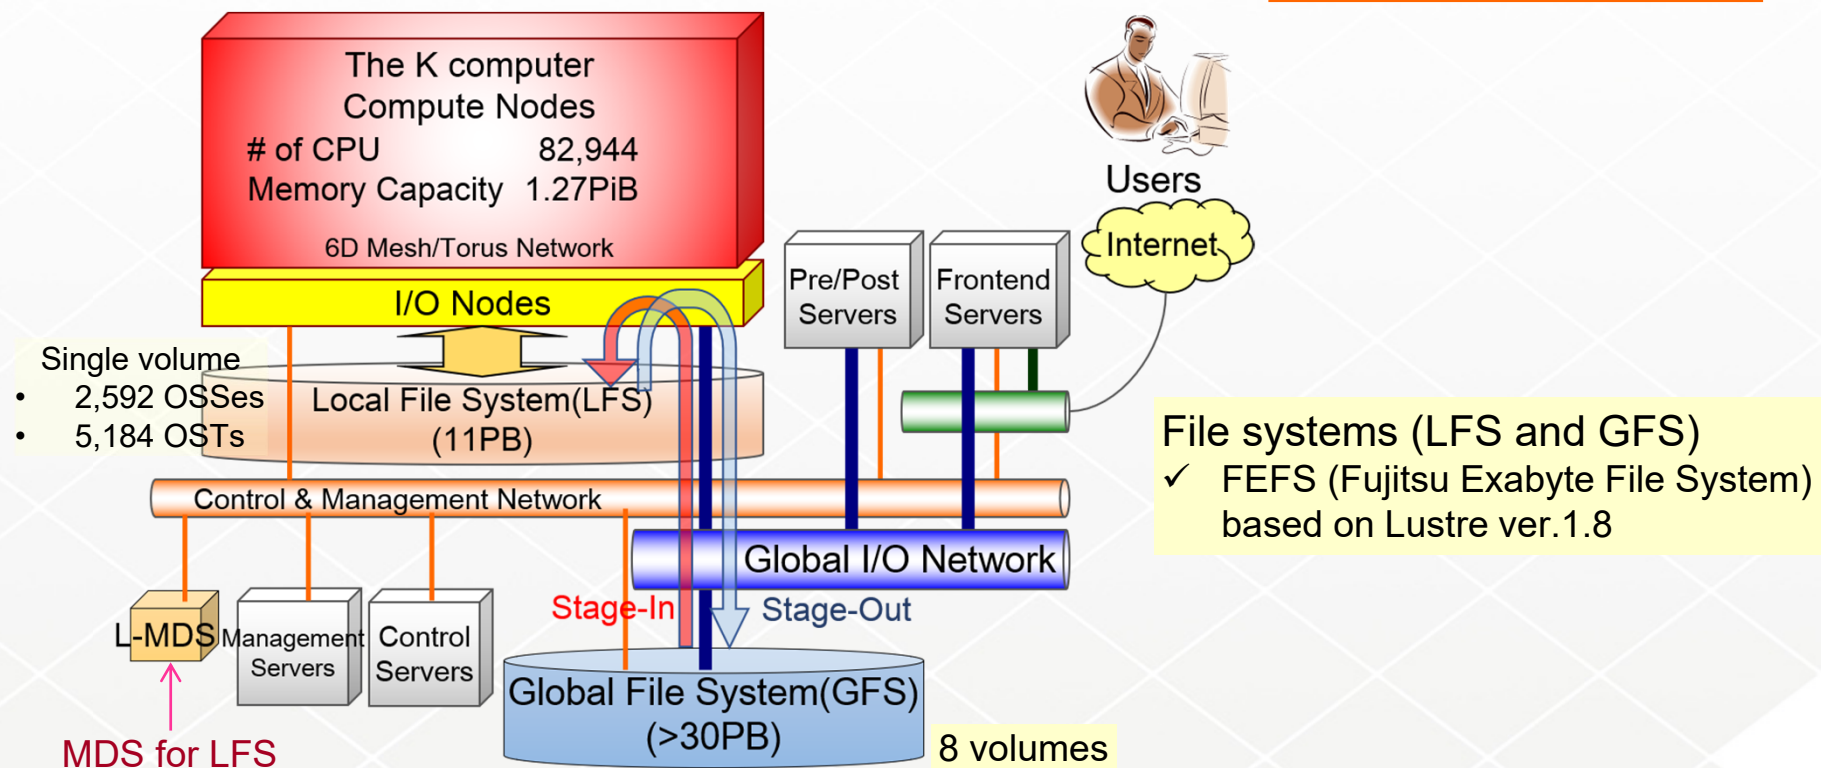 The K computer
Compute Nodes
# of CPU 82,944
Memory Capacity 1.27PiB
6D Mesh/Torus Network
I/O Nodes
Users
Internet
Pre/Post
Servers
Frontend
Servers
Single volume
• 2,592 OSSes
• 5,184 OSTs
Local File System(LFS)
(11PB)
File systems (LFS and GFS)
✓ FEFS (Fujitsu Exabyte File System)
based on Lustre ver.1.8
Control & Management Network
Global I/O Network
Stage-In
Stage-Out
L-MDS
Management
Servers
Control
Servers
Global File System(GFS)
(>30PB)
8 volumes
MDS for LFS